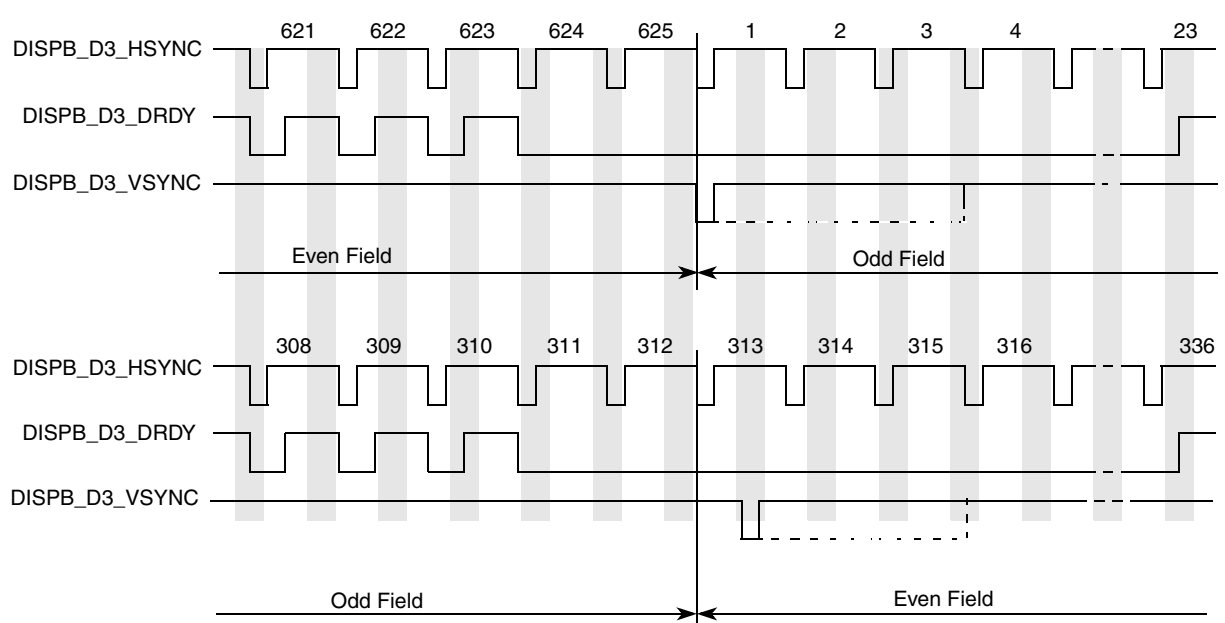 621 622 623 624 625 1 2 3 4 23
DISPB_D3_HSYNC
DISPB_D3_DRDY
DISPB_D3_VSYNC
Even Field Odd Field
308 309 310 311 312 313 314 315 316 336
DISPB_D3_HSYNC
DISPB_D3_DRDY
DISPB_D3_VSYNC
Odd Field Even Field